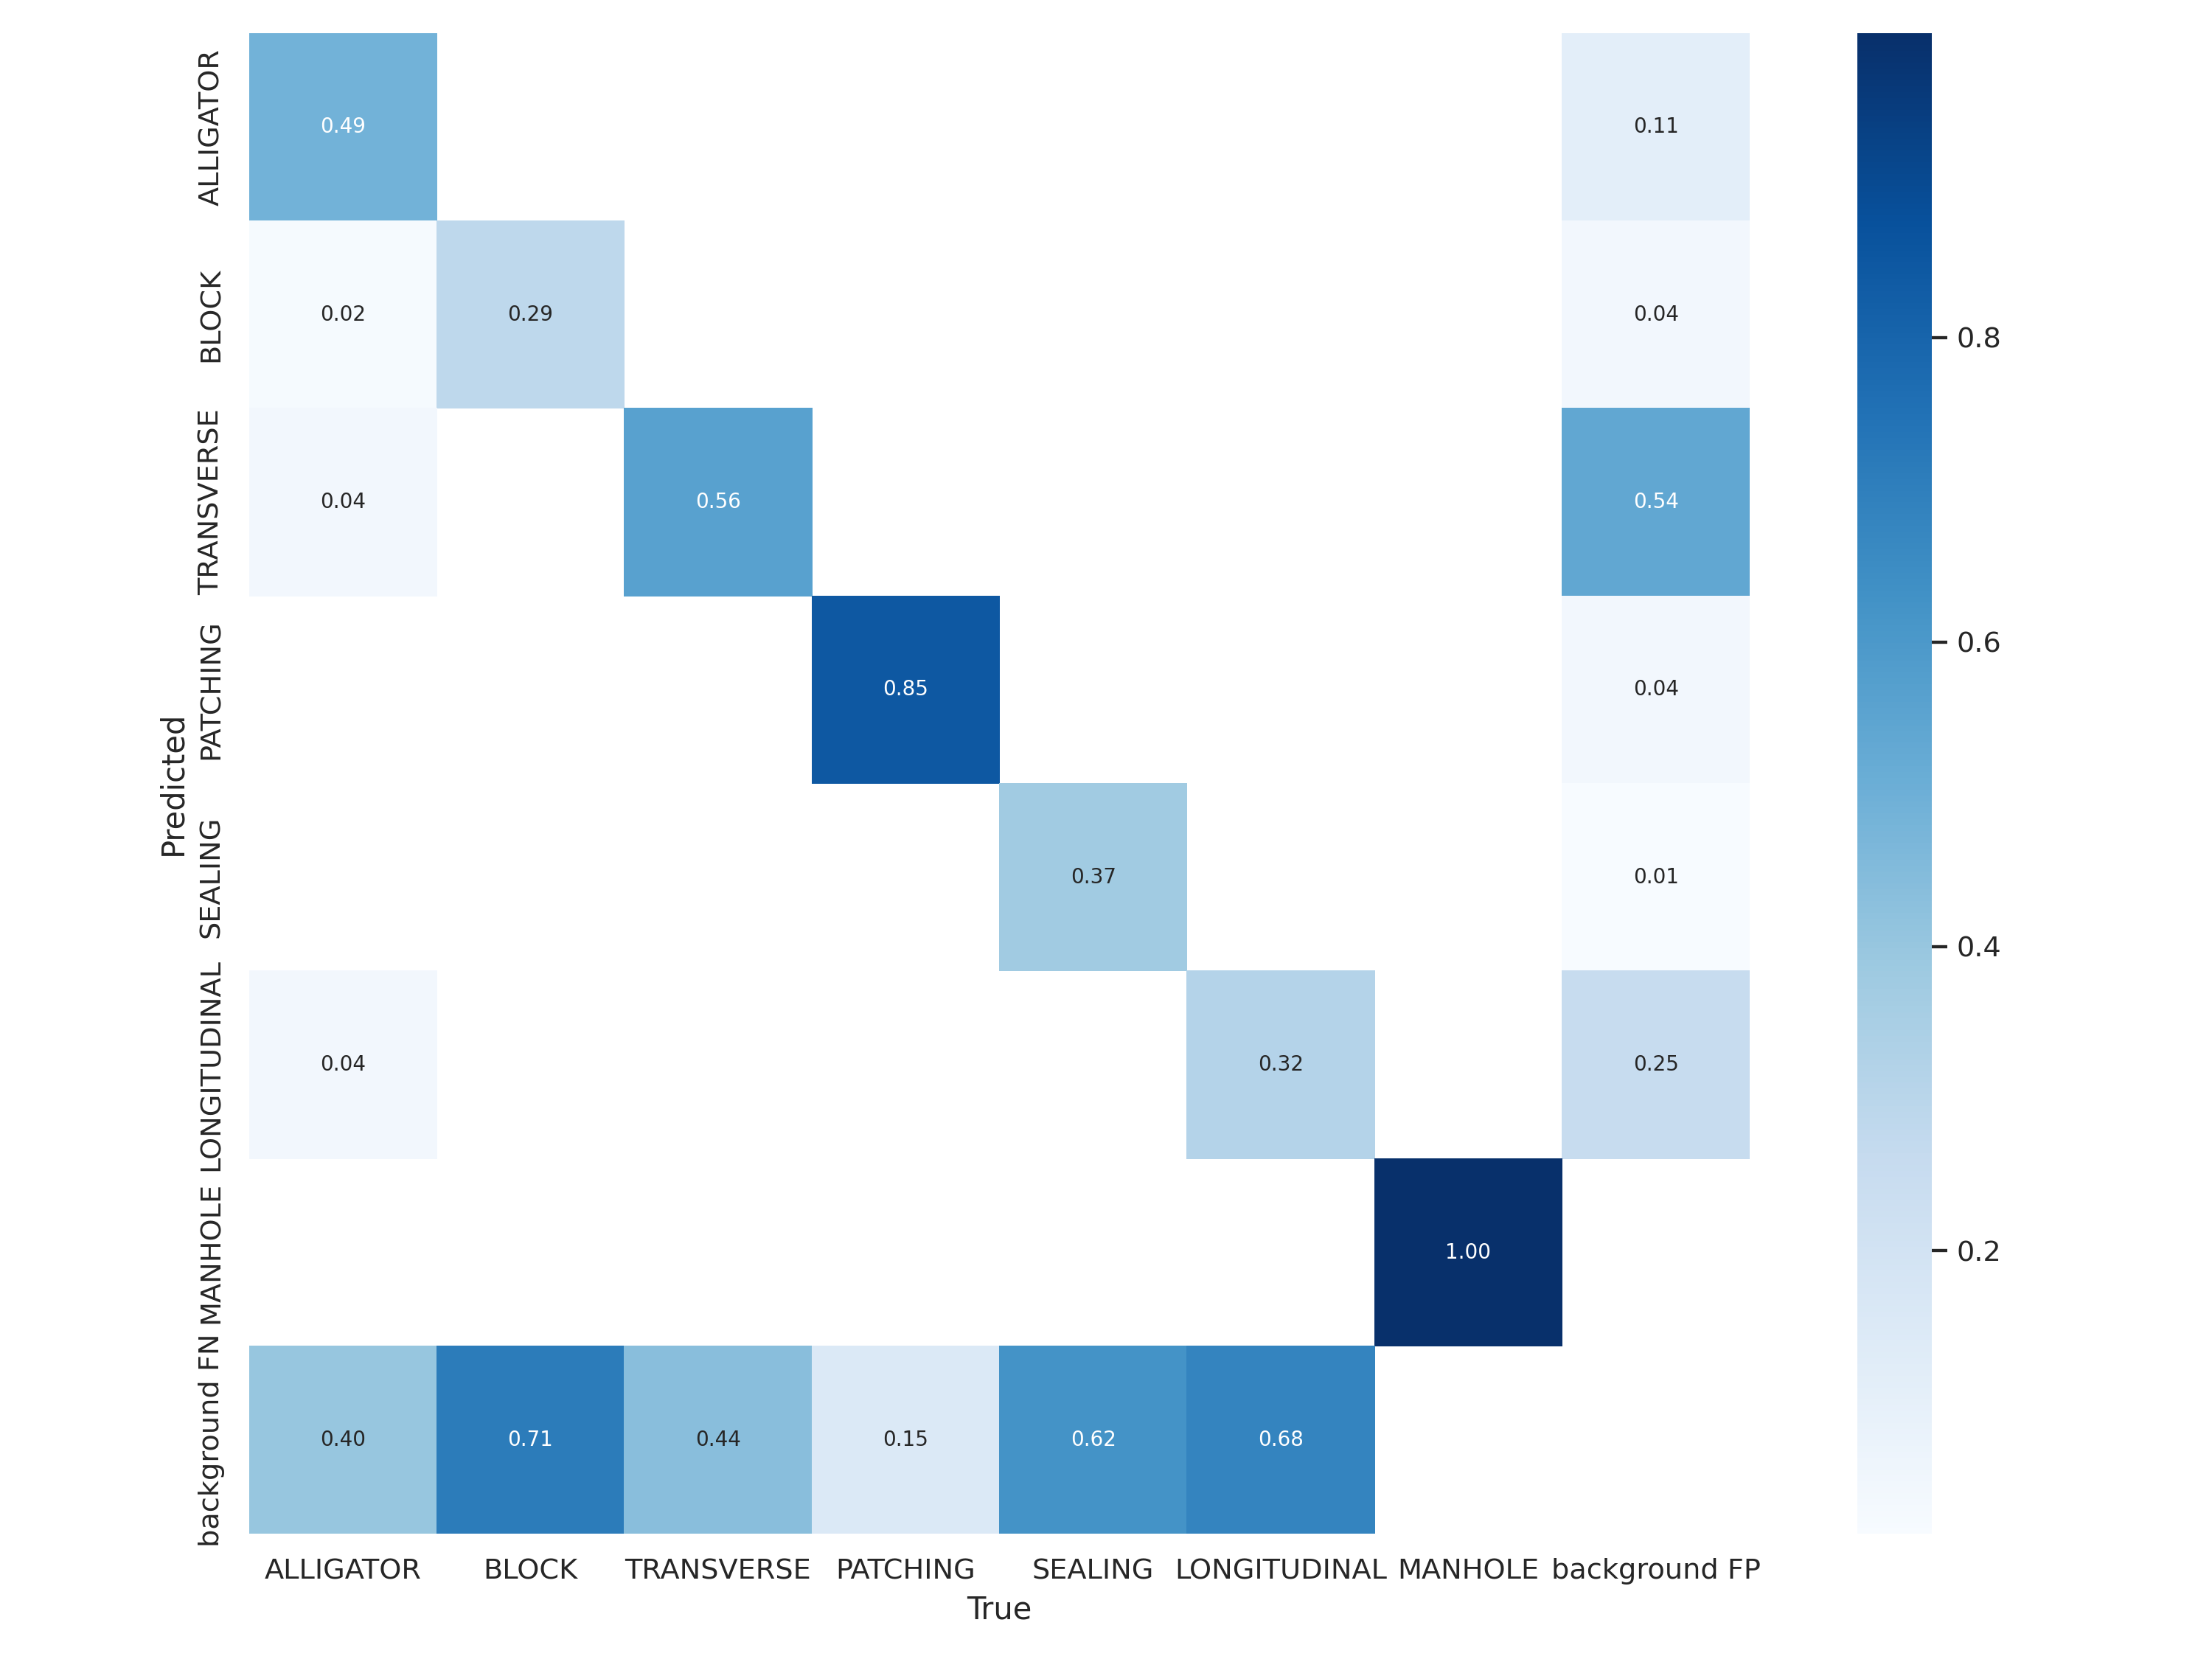 ALLIGATOR
0.49
0.11
BLOCK
0.02
0.29
0.04
0.8
TRANSVERSE
0.04
0.56
0.54
0.6
PATCHING
0.85
0.04
Predicted
SEALING
0.37
0.01
0.4
LONGITUDINAL
0.04
0.32
0.25
MANHOLE
1.00
0.2
background FN
0.40
0.71
0.44
0.15
0.62
0.68
ALLIGATOR BLOCK TRANSVERSE PATCHING SEALING LONGITUDINAL MANHOLE background FP
True